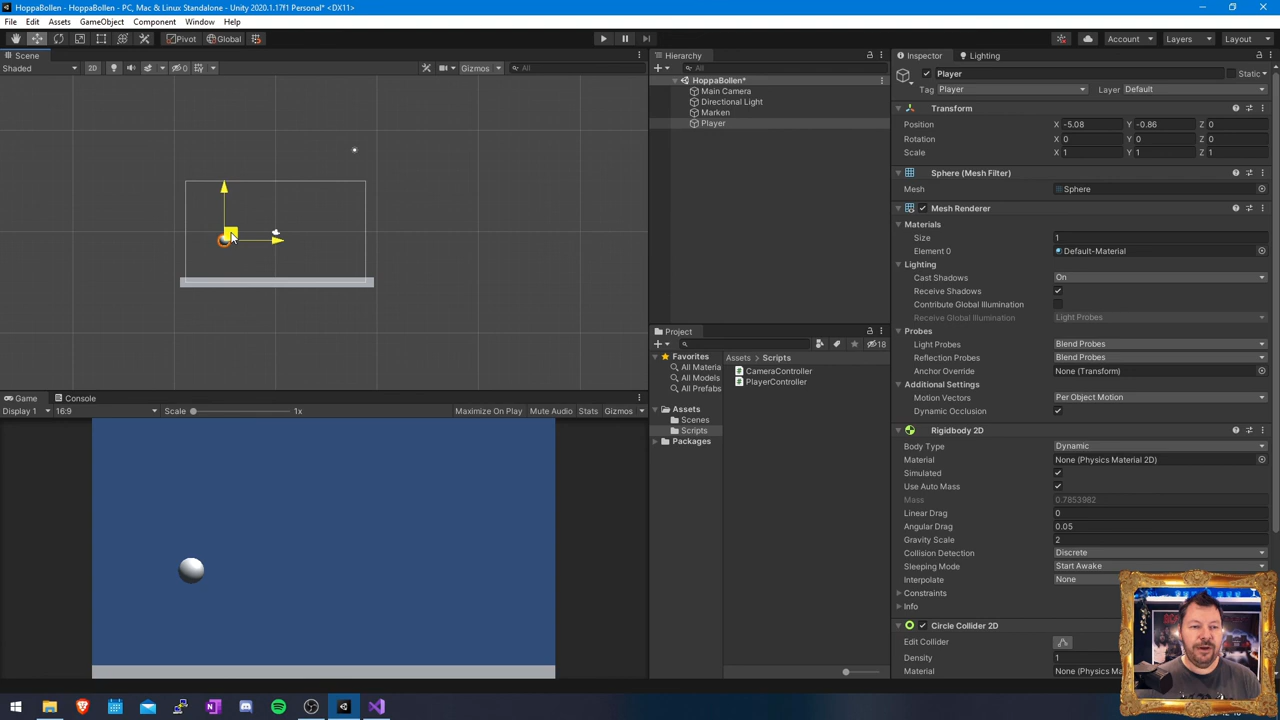 HoppaBollen - HoppaBollen - PC, Mac & Linux Standalone - Unity 2020.1.17f1 Personal* <DX11>
File Edit Assets GameObject Component Window Help
Pivot Global Account Layers Layout
Scene
Shaded 2D 0 Gizmos All
Hierarchy
All
HoppaBollen*
Main Camera
Directional Light
Marken
Player
Project
18
Favorites
All Materia
All Models
All Prefabs
Assets
Scenes
Scripts
Packages
Assets Scripts
CameraController
PlayerController
Game Console
Display 1 16:9 Scale 1x Maximize On Play Mute Audio Stats Gizmos
Inspector Lighting
Player Static
Tag Player Layer Default
Transform
Position X -5.08 Y -0.86 Z 0
Rotation X 0 Y 0 Z 0
Scale X 1 Y 1 Z 1
Sphere (Mesh Filter)
Mesh Sphere
Mesh Renderer
Materials
Size 1
Element 0 Default-Material
Lighting
Cast Shadows On
Receive Shadows
Contribute Global Illumination
Receive Global Illumination Light Probes
Probes
Light Probes Blend Probes
Reflection Probes Blend Probes
Anchor Override None (Transform)
Additional Settings
Motion Vectors Per Object Motion
Dynamic Occlusion
Rigidbody 2D
Body Type Dynamic
Material None (Physics Material 2D)
Simulated
Use Auto Mass
Mass 0.7853982
Linear Drag 0
Angular Drag 0.05
Gravity Scale 2
Collision Detection Discrete
Sleeping Mode Start Awake
Interpolate None
Constraints
Info
Circle Collider 2D
Edit Collider
Density 1
Material None (Physics Ma